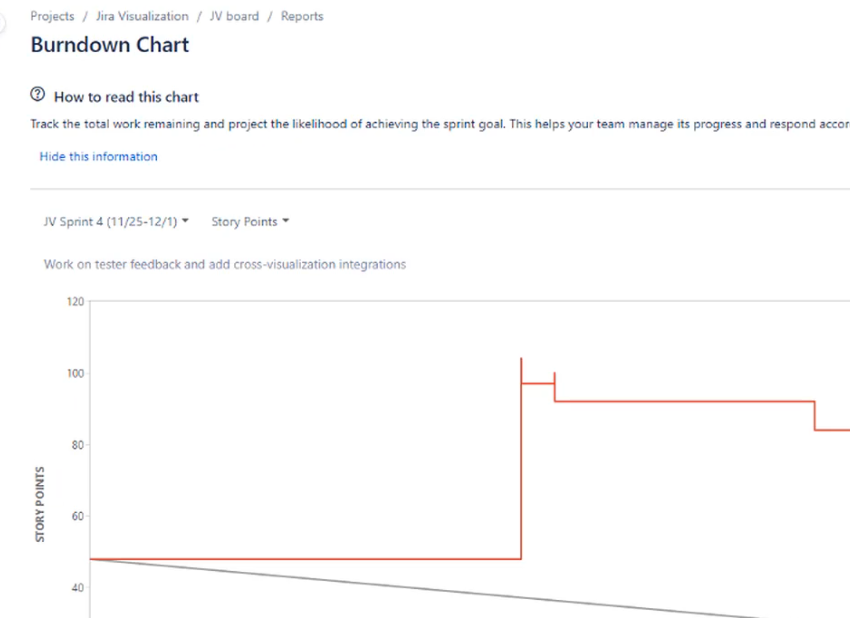 Projects / Jira Visualization / JV board / Reports
Burndown Chart
How to read this chart
Track the total work remaining and project the likelihood of achieving the sprint goal. This helps your team manage its progress and respond accor
Hide this information
JV Sprint 4 (11/25-12/1) Story Points
Work on tester feedback and add cross-visualization integrations
120
100
80
60
40
STORY POINTS